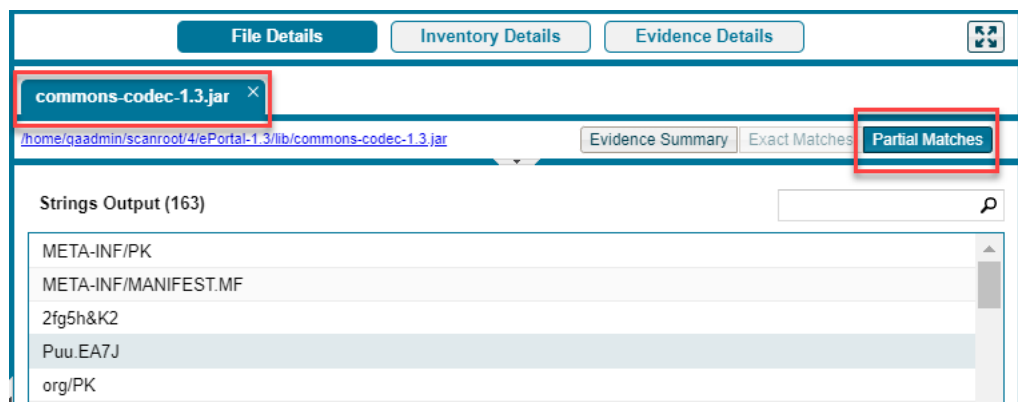 File Details Inventory Details Evidence Details
commons-codec-1.3.jar ×
/home/qaadmin/scanroot/4/ePortal-1.3/lib/commons-codec-1.3.jar Evidence Summary Exact Matches Partial Matches
Strings Output (163)
META-INF/PK
META-INF/MANIFEST.MF
2fg5h&K2
Puu.EA7J
org/PK